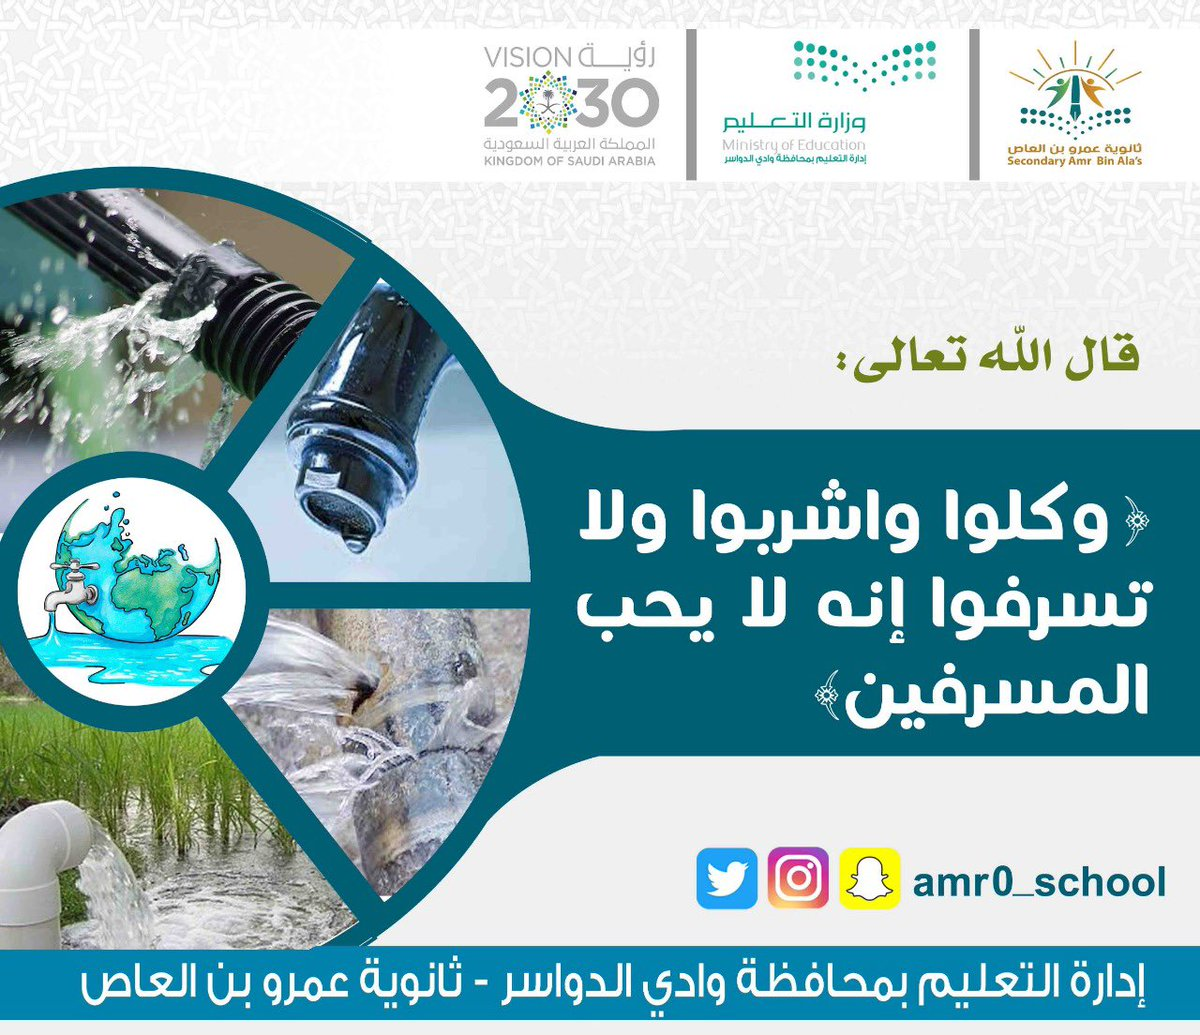 رؤيـــة VISION
2030
المملكة العربية السعودية
KINGDOM OF SAUDI ARABIA
وزارة التعـــليم
Ministry of Education
إدارة التعليم بمحافظة وادي الدواسر
ثانوية عمرو بن العاص
Secondary Amr Bin Ala's
قال الله تعالى:
﴿ وكلوا واشربوا ولا
تسرفوا إنه لا يحب
المسرفين﴾
amr0_school
إدارة التعليم بمحافظة وادي الدواسر - ثانوية عمرو بن العاص